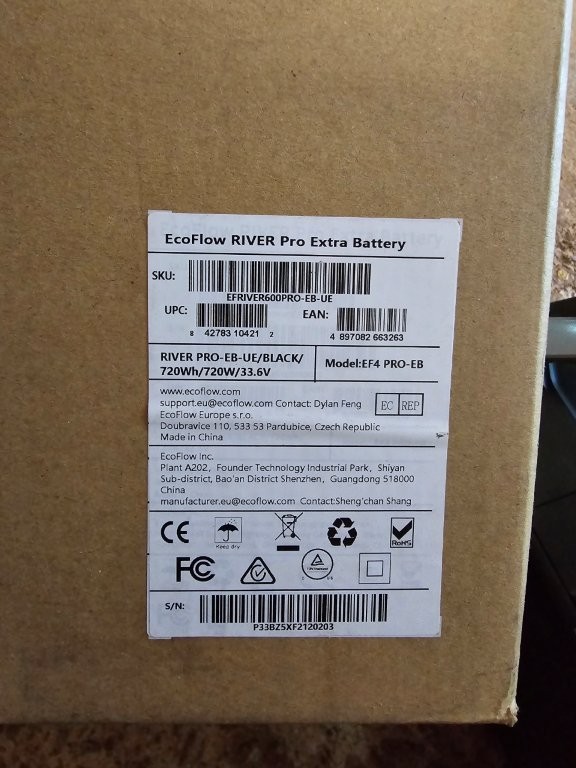 EcoFlow RIVER Pro Extra Battery
SKU:
EFRIVER600PRO-EB-UE
UPC:
8 42783 10421 2
EAN:
4 897082 663263
RIVER PRO-EB-UE/BLACK/
720Wh/720W/33.6V
Model:EF4 PRO-EB
www.ecoflow.com
support.eu@ecoflow.com Contact: Dylan Feng
EC REP
EcoFlow Europe s.r.o.
Doubravice 110, 533 53 Pardubice, Czech Republic
Made in China
EcoFlow Inc.
Plant A202, Founder Technology Industrial Park, Shiyan
Sub-district, Bao'an District Shenzhen, Guangdong 518000
China
manufacturer.eu@ecoflow.com Contact:Sheng'chan Shang
CE
Keep dry
RoHS
FC
S/N:
P33BZ5XF2120203